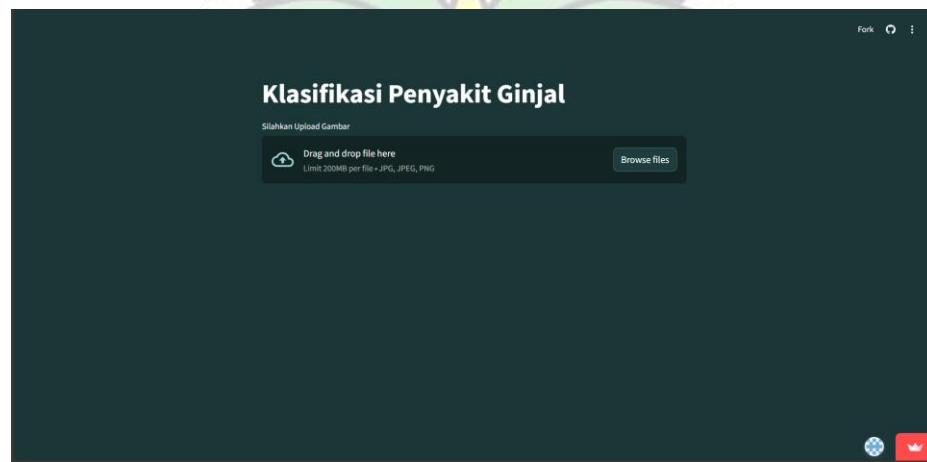 Fork
Klasifikasi Penyakit Ginjal
Silahkan Upload Gambar
Drag and drop file here
Limit 200MB per file • JPG, JPEG, PNG
Browse files